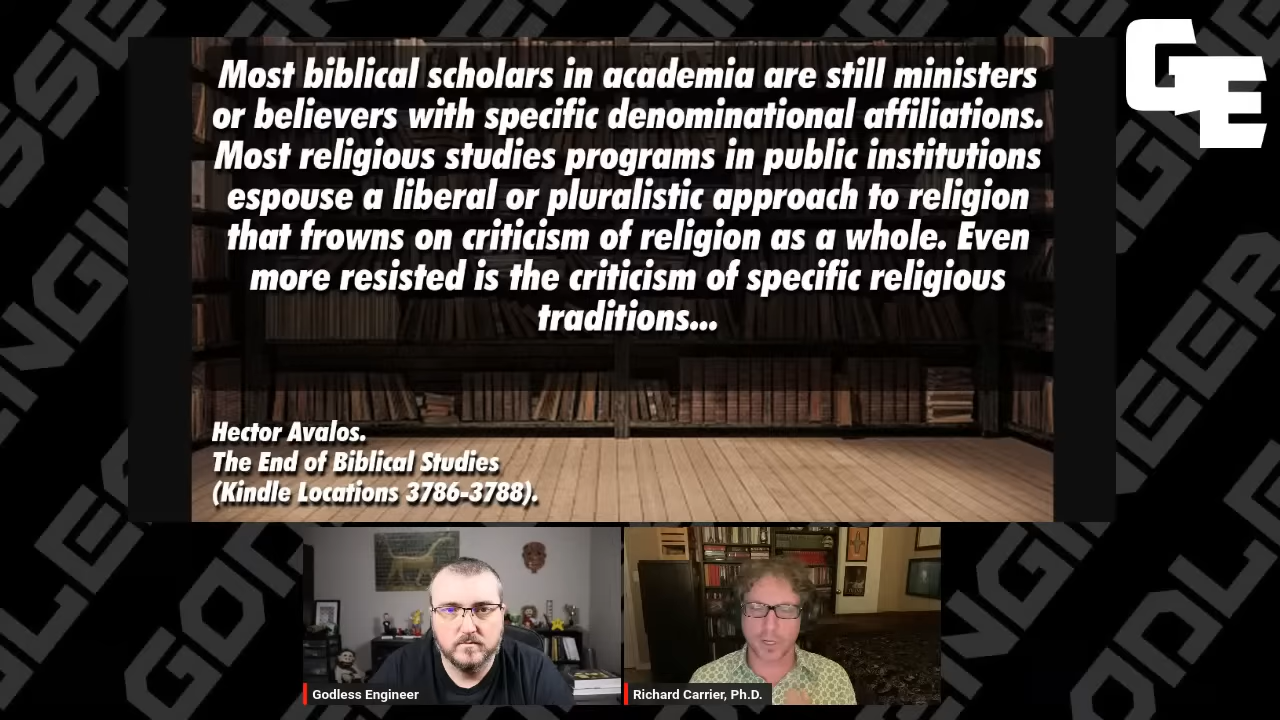 GE
Most biblical scholars in academia are still ministers
or believers with specific denominational affiliations.
Most religious studies programs in public institutions
espouse a liberal or pluralistic approach to religion
that frowns on criticism of religion as a whole. Even
more resisted is the criticism of specific religious
traditions...
Hector Avalos.
The End of Biblical Studies
(Kindle Locations 3786-3788).
Godless Engineer
Richard Carrier, Ph.D.